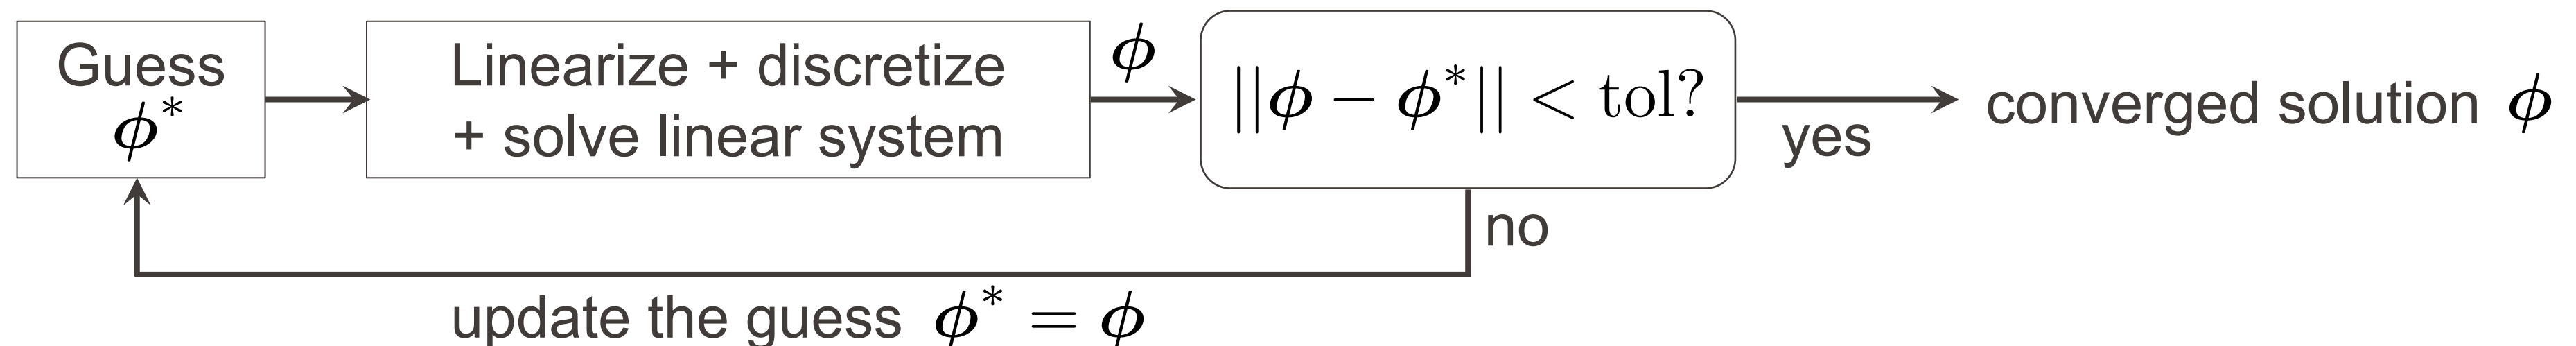 Guess
ϕ*
Linearize + discretize
+ solve linear system
ϕ
||ϕ − ϕ*|| < tol?
yes
converged solution ϕ
no
update the guess ϕ* = ϕ